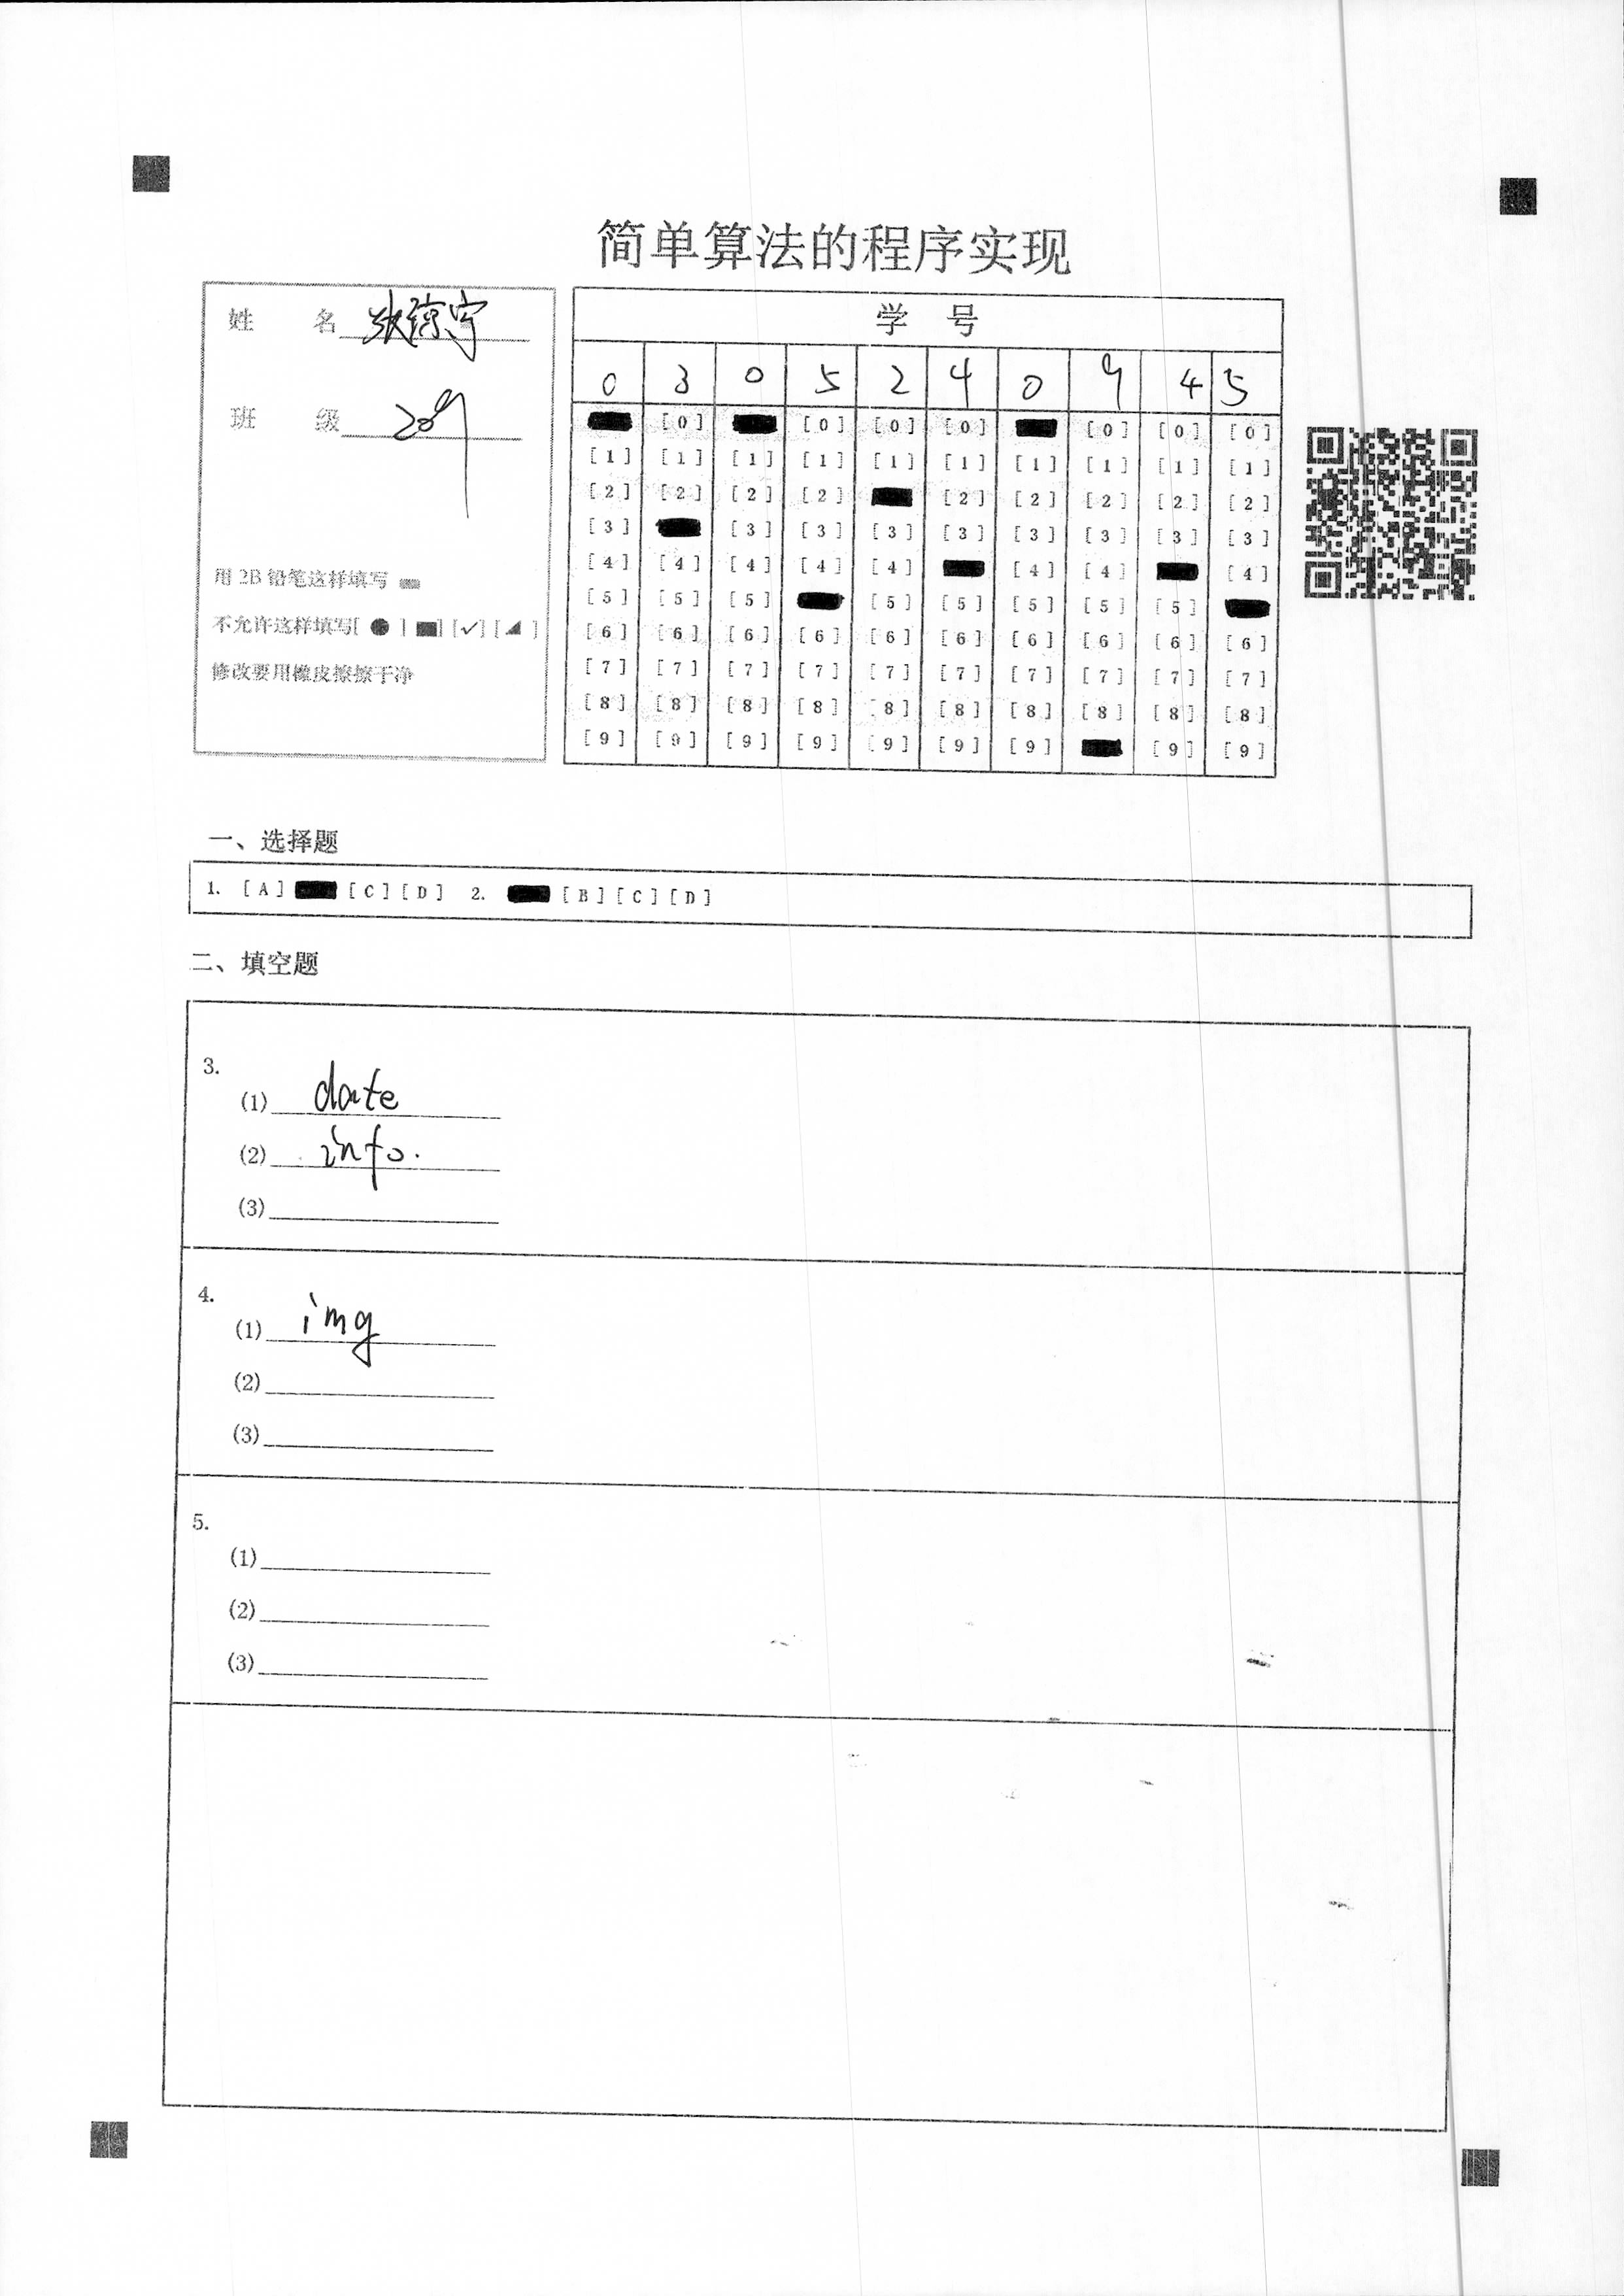 简单算法的程序实现
姓 名
班 级 209
用 2B 铅笔这样填写
不允许这样填写[ ● ] [■] [✓] [◢ ]
修改要用橡皮擦擦干净
学 号
0 3 0 5 2 4 0 9 4 5
[0] [0] [0] [0] [0] [0] [0]
[1] [1] [1] [1] [1] [1] [1] [1] [1] [1]
[2] [2] [2] [2] [2] [2] [2] [2] [2]
[3] [3] [3] [3] [3] [3] [3] [3] [3]
[4] [4] [4] [4] [4] [4] [4] [4]
[5] [5] [5] [5] [5] [5] [5] [5]
[6] [6] [6] [6] [6] [6] [6] [6] [6] [6]
[7] [7] [7] [7] [7] [7] [7] [7] [7] [7]
[8] [8] [8] [8] [8] [8] [8] [8] [8] [8]
[9] [9] [9] [9] [9] [9] [9] [9] [9]
一、选择题
1. [A] [C] [D] 2. [B] [C] [D]
二、填空题
3.
(1) date
(2) info.
(3)
4.
(1) img
(2)
(3)
5.
(1)
(2)
(3)